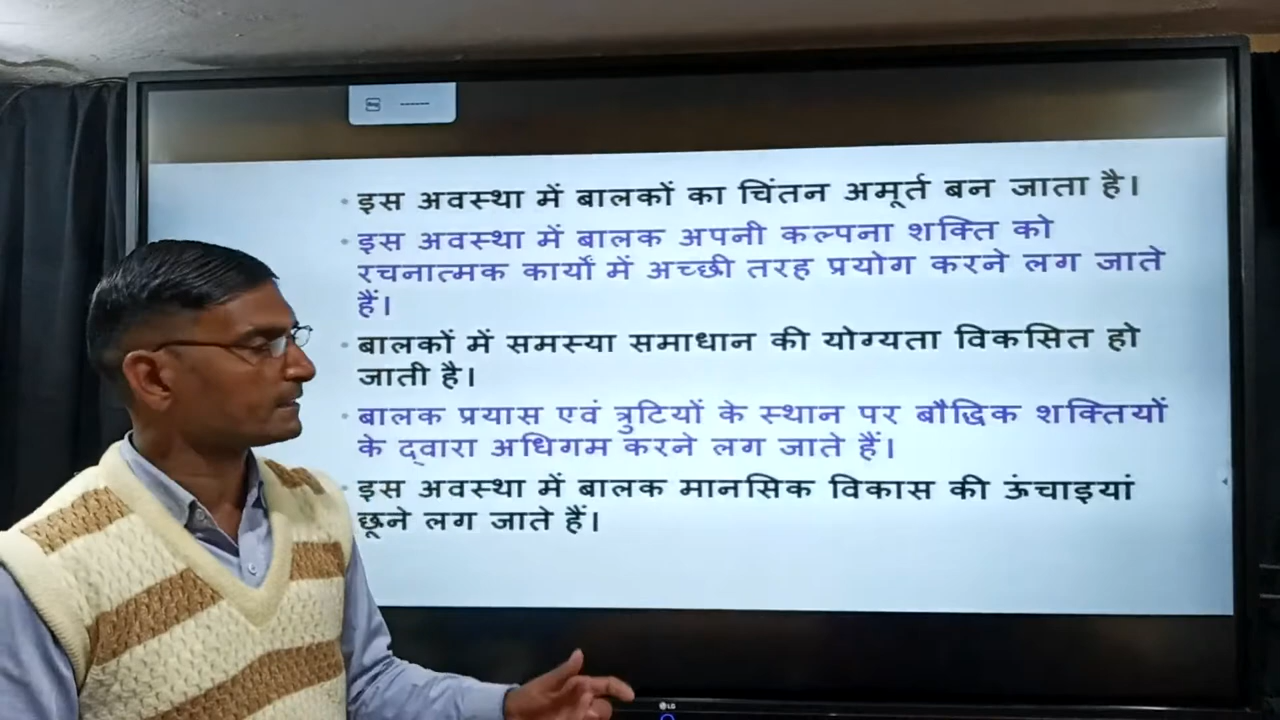 इस अवस्था में बालकों का चिंतन अमूर्त बन जाता है।
इस अवस्था में बालक अपनी कल्पना शक्ति को
रचनात्मक कार्यों में अच्छी तरह प्रयोग करने लग जाते
हैं।
बालकों में समस्या समाधान की योग्यता विकसित हो
जाती है।
बालक प्रयास एवं त्रुटियों के स्थान पर बौद्धिक शक्तियों
के द्वारा अधिगम करने लग जाते हैं।
इस अवस्था में बालक मानसिक विकास की ऊंचाइयां
छूने लग जाते हैं।
LG